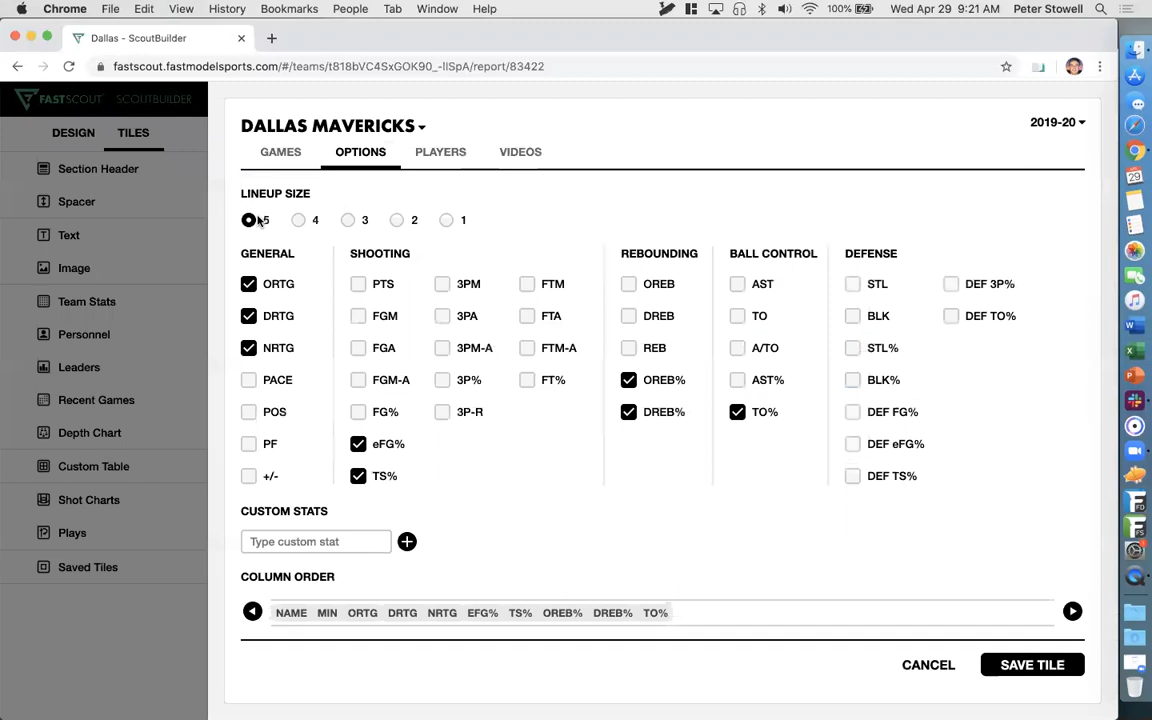 Chrome File Edit View History Bookmarks People Tab Window Help 100% Wed Apr 29 9:21 AM Peter Stowell
Dallas - ScoutBuilder
fastscout.fastmodelsports.com/#/teams/t818bVC4SxGOK90_-IlSpA/report/83422
FASTSCOUT SCOUTBUILDER
DESIGN TILES
Section Header
Spacer
Text
Image
Team Stats
Personnel
Leaders
Recent Games
Depth Chart
Custom Table
Shot Charts
Plays
Saved Tiles
DALLAS MAVERICKS
2019-20
GAMES OPTIONS PLAYERS VIDEOS
LINEUP SIZE
5 4 3 2 1
GENERAL SHOOTING REBOUNDING BALL CONTROL DEFENSE
ORTG PTS 3PM FTM OREB AST STL DEF 3P%
DRTG FGM 3PA FTA DREB TO BLK DEF TO%
NRTG FGA 3PM-A FTM-A REB A/TO STL%
PACE FGM-A 3P% FT% OREB% AST% BLK%
POS FG% 3P-R DREB% TO% DEF FG%
PF eFG% DEF eFG%
+/- TS% DEF TS%
CUSTOM STATS
Type custom stat
COLUMN ORDER
NAME MIN ORTG DRTG NRTG EFG% TS% OREB% DREB% TO%
CANCEL SAVE TILE
29